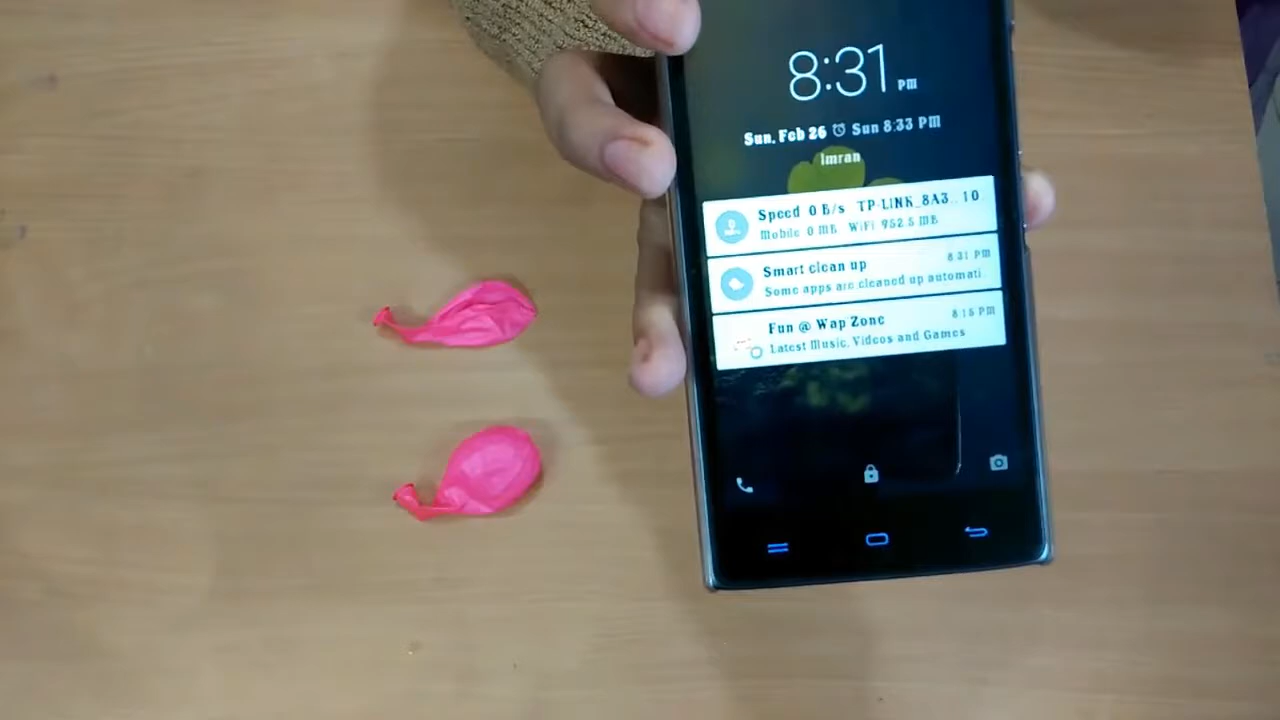 8:31 PM
Sun, Feb 26 Sun 8:33 PM
Imran
Speed 0 B/s TP-LINK_8A3.. 10
Mobile 0 MB WiFi 952.5 MB
Smart clean up 8:31 PM
Some apps are cleaned up automati
Fun @ Wap Zone 8:15 PM
Latest Music, Videos and Games